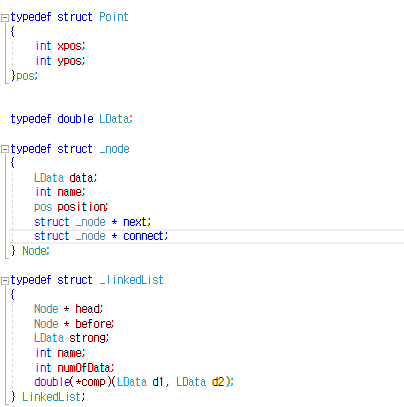 typedef struct Point
{
int xpos;
int ypos;
}pos;
typedef double LData;
typedef struct _node
{
LData data;
int name;
pos position;
struct _node * next;
struct _node * connect;
} Node;
typedef struct _linkedList
{
Node * head;
Node * before;
LData strong;
int name;
int numOfData;
double(*comp)(LData d1, LData d2);
} LinkedList;